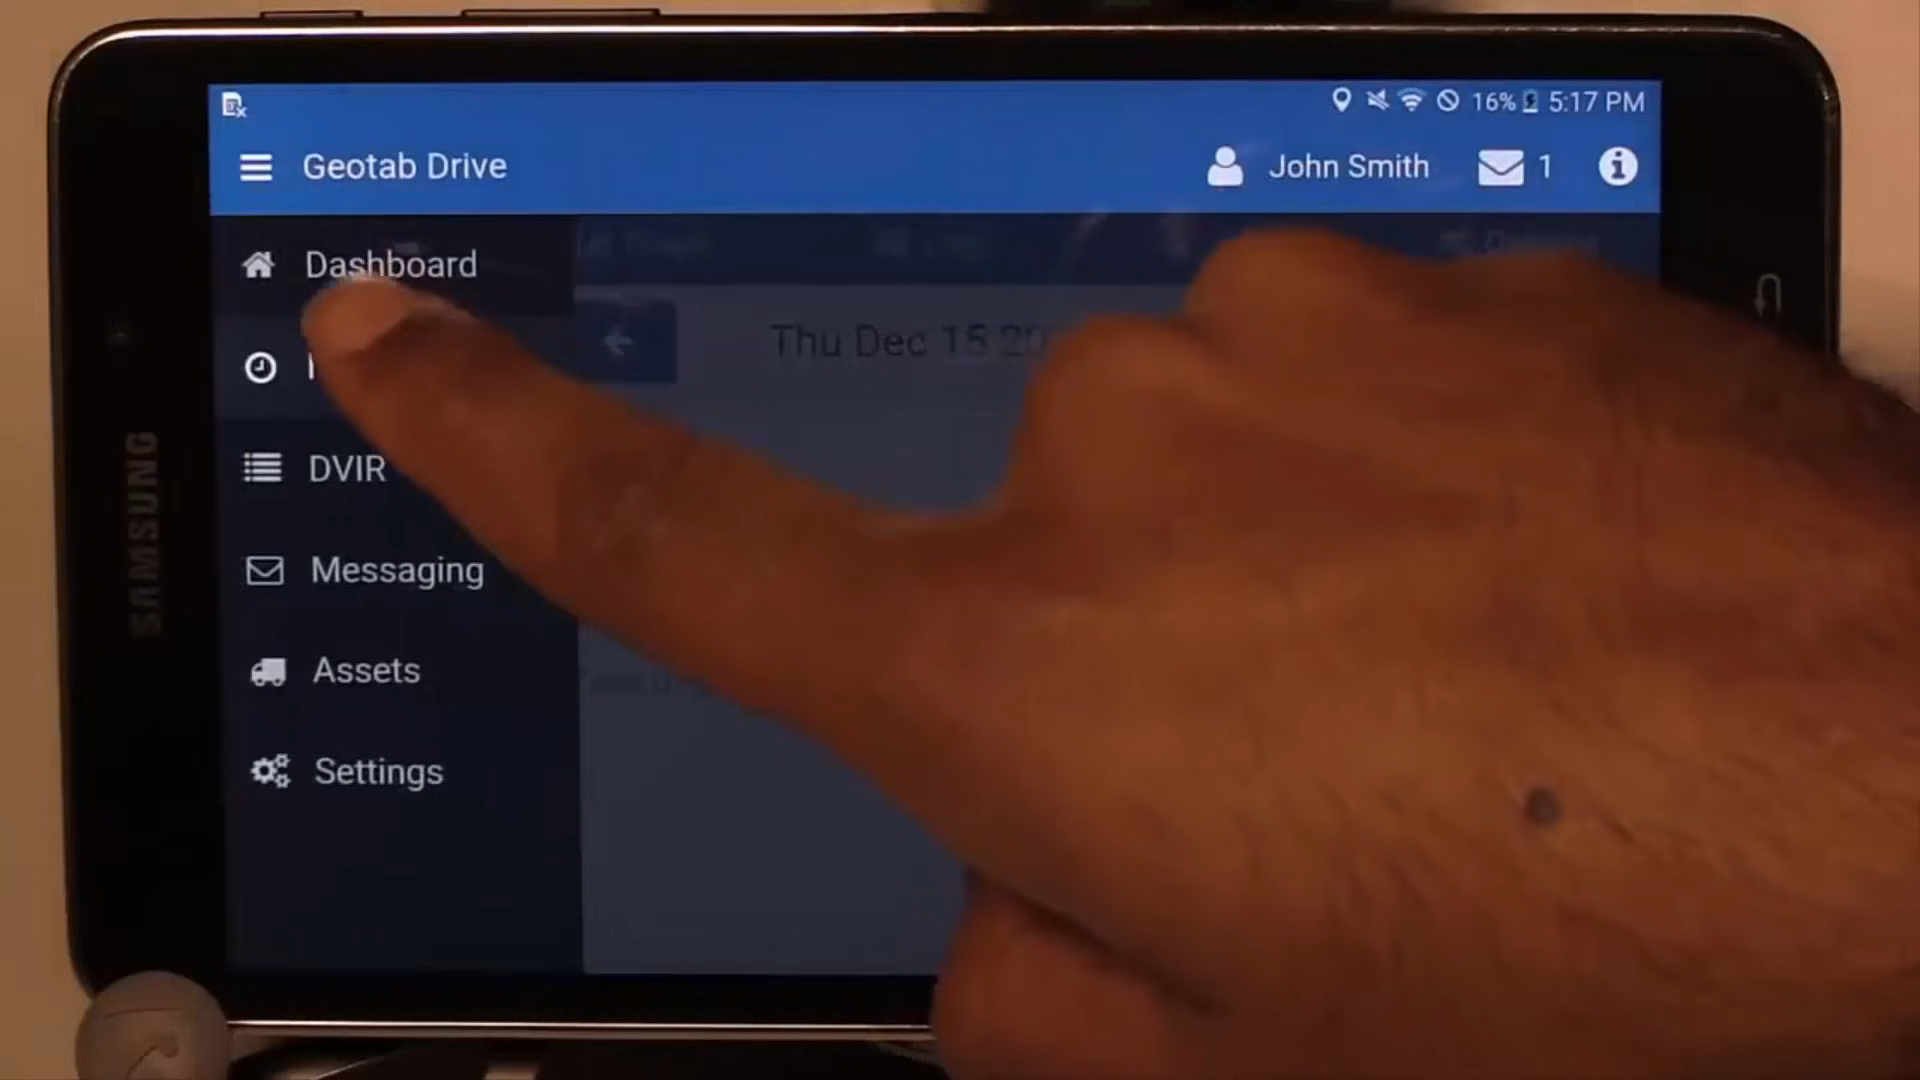 16% 5:17 PM
Geotab Drive
John Smith 1
Dashboard
Thu Dec 15 20
DVIR
Messaging
Assets
Settings
SAMSUNG